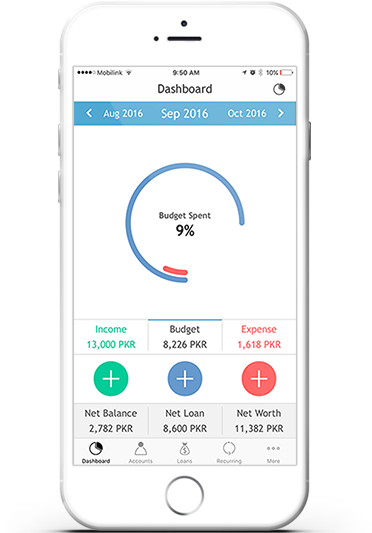 Mobilink 9:50 AM 10%
Dashboard
Aug 2016 Sep 2016 Oct 2016
Budget Spent
9%
Income Budget Expense
13,000 PKR 8,226 PKR 1,618 PKR
Net Balance Net Loan Net Worth
2,782 PKR 8,600 PKR 11,382 PKR
Dashboard Accounts Loans Recurring More